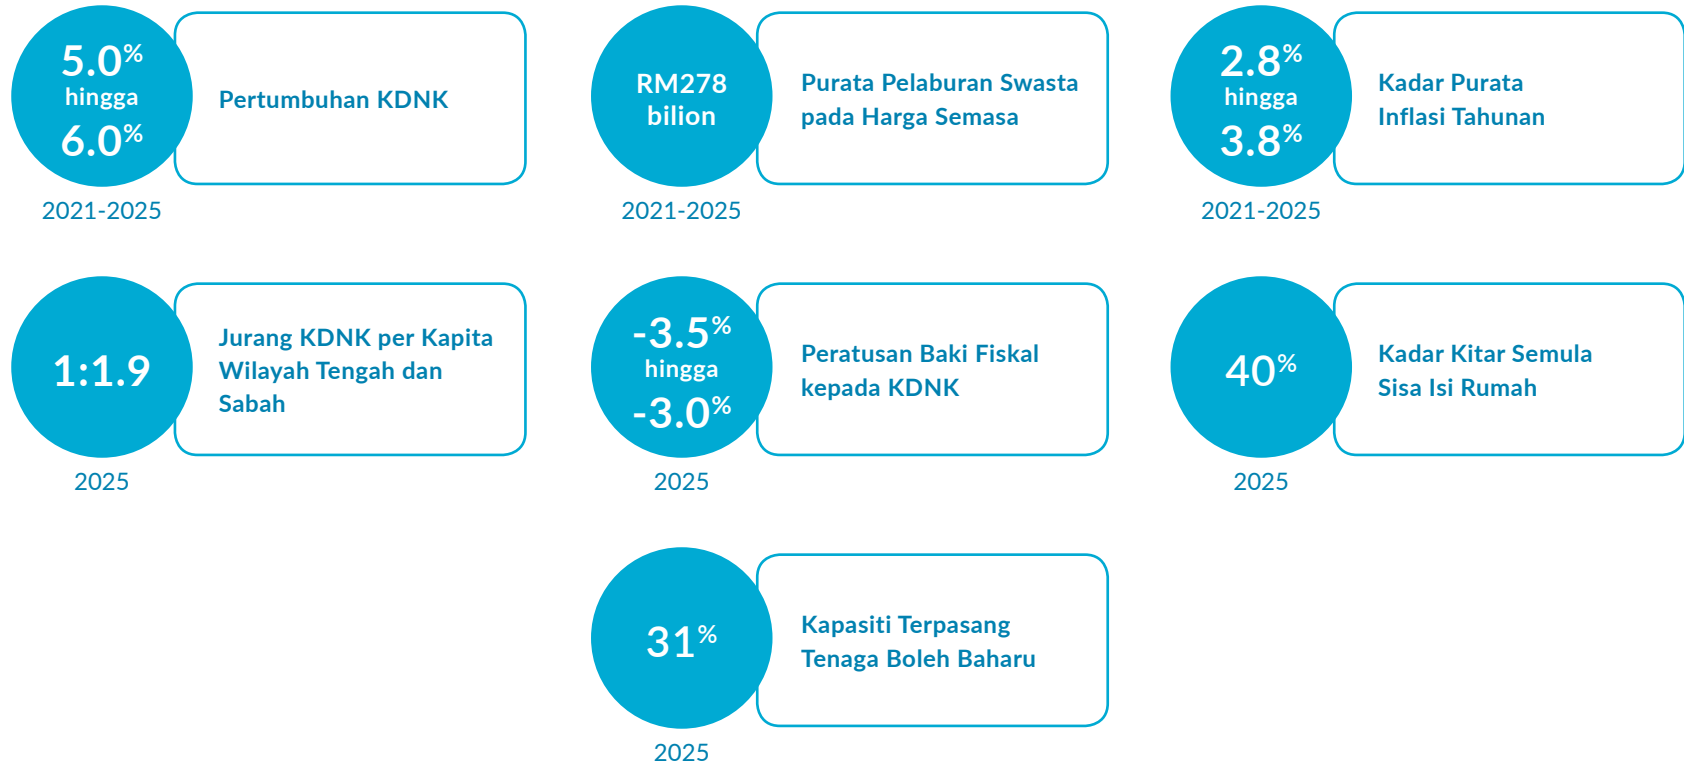 5.0%
hingga
6.0%
Pertumbuhan KDNK
2021-2025
RM278
bilion
Purata Pelaburan Swasta
pada Harga Semasa
2021-2025
2.8%
hingga
3.8%
Kadar Purata
Inflasi Tahunan
2021-2025
1:1.9
Jurang KDNK per Kapita
Wilayah Tengah dan
Sabah
2025
-3.5%
hingga
-3.0%
Peratusan Baki Fiskal
kepada KDNK
2025
40%
Kadar Kitar Semula
Sisa Isi Rumah
2025
31%
Kapasiti Terpasang
Tenaga Boleh Baharu
2025